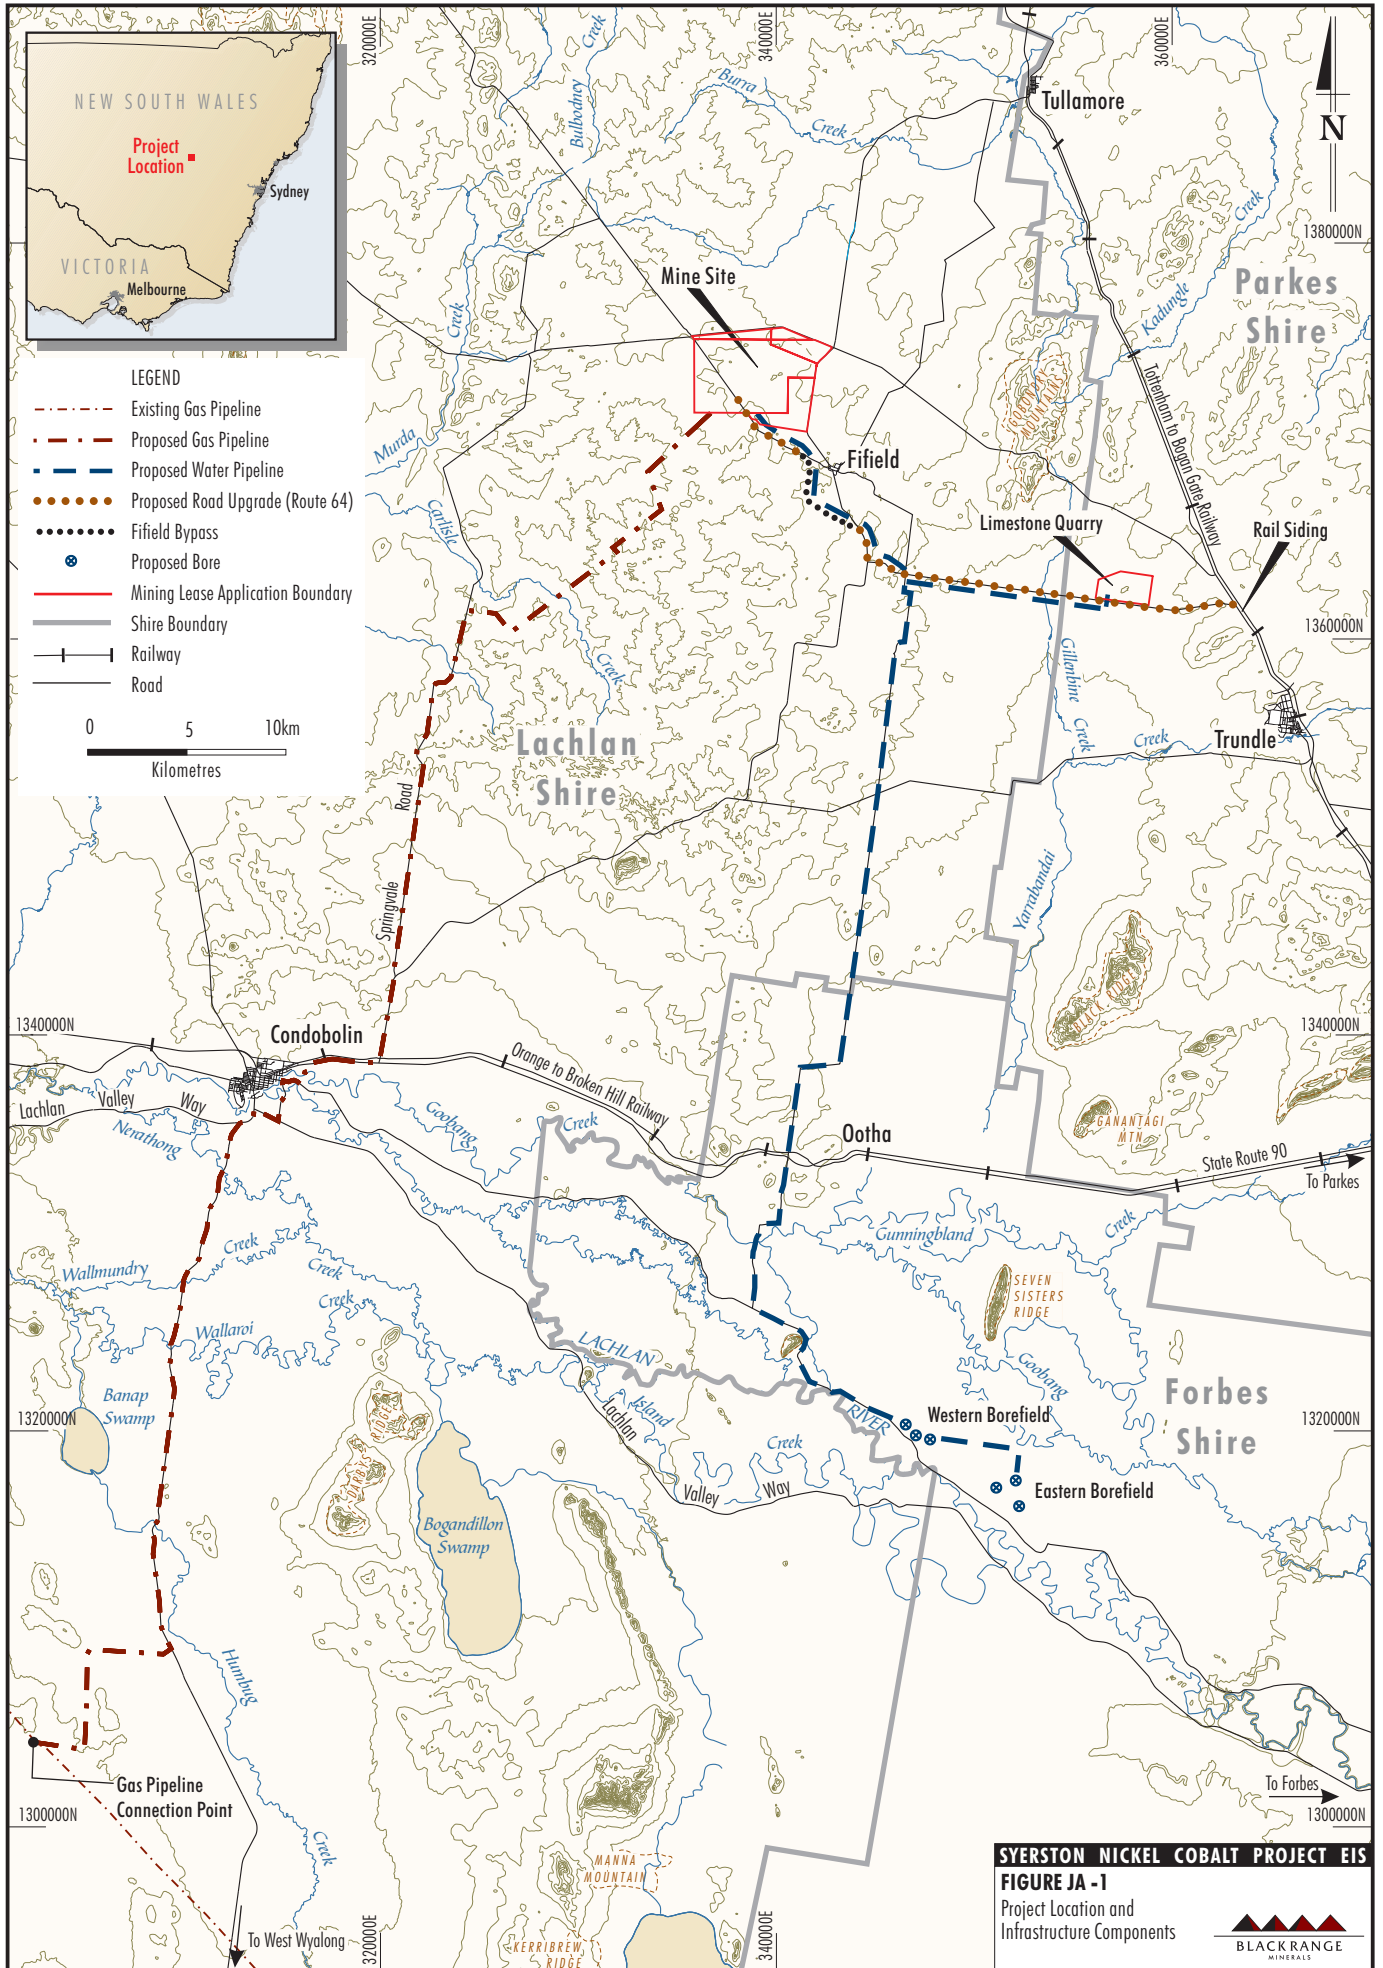 320000E
340000E
3600000E
N
1380000N
NEW SOUTH WALES
Project
Location
Sydney
VICTORIA
Melbourne
LEGEND
Existing Gas Pipeline
Proposed Gas Pipeline
Proposed Water Pipeline
Proposed Road Upgrade (Route 64)
Fifield Bypass
Proposed Bore
Mining Lease Application Boundary
Shire Boundary
Railway
Road
0 5 10km
Kilometres
Bulbodney Creek
Burra
Creek
Tullamore
Creek
Kadungle
Parkes
Shire
Mine Site
Murda
Creek
GOBONDRY
MOUNTAINS
Tottenham to Bogan Gate Railway
Fifield
Carlisle
Creek
Limestone Quarry
Rail Siding
1360000N
Gillenbine
Creek
Creek
Trundle
Lachlan
Shire
Springvale Road
Yarrabandai
BLACK RIDGE
1340000N
1340000N
Condobolin
Orange to Broken Hill Railway
Lachlan Valley Way
Nerathong
Goobang
Creek
Ootha
GANANTAGI
MTN
State Route 90
To Parkes
Creek
Gunningbland
Wallmundry
Creek
Creek
Creek
Wallaroi
SEVEN
SISTERS
RIDGE
LACHLAN
RIVER
Island
Creek
Goobang
Banap
Swamp
DARBYS RIDGE
Lachlan
Valley Way
Forbes
Shire
1320000N
1320000N
Western Borefield
Eastern Borefield
Bogandillon
Swamp
Humbug
Creek
Gas Pipeline
Connection Point
1300000N
To Forbes
1300000N
MANNA
MOUNTAIN
KERRIBREW
RIDGE
To West Wyalong
320000E
340000E
SYERSTON NICKEL COBALT PROJECT EIS
FIGURE JA -1
Project Location and
Infrastructure Components
BLACK RANGE
MINERALS